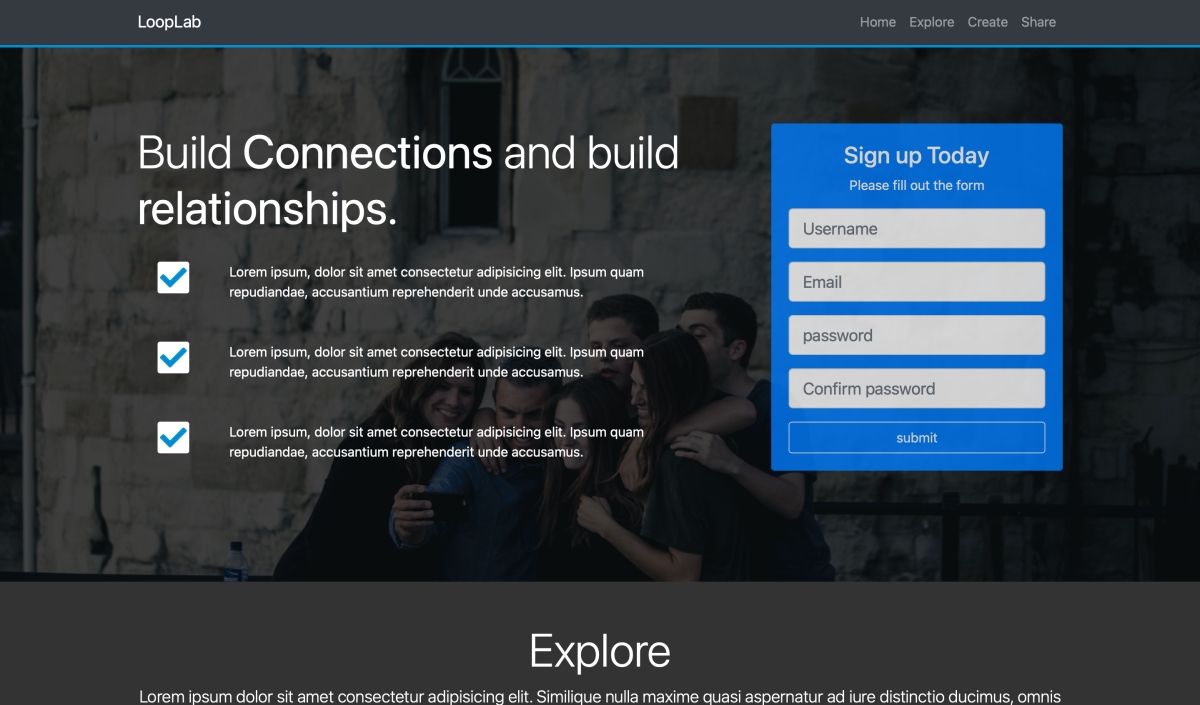 LoopLab
Home Explore Create Share
Build Connections and build
relationships.
Lorem ipsum, dolor sit amet consectetur adipisicing elit. Ipsum quam
repudiandae, accusantium reprehenderit unde accusamus.
Lorem ipsum, dolor sit amet consectetur adipisicing elit. Ipsum quam
repudiandae, accusantium reprehenderit unde accusamus.
Lorem ipsum, dolor sit amet consectetur adipisicing elit. Ipsum quam
repudiandae, accusantium reprehenderit unde accusamus.
Sign up Today
Please fill out the form
Username
Email
password
Confirm password
submit
Explore
Lorem ipsum dolor sit amet consectetur adipisicing elit. Similique nulla maxime quasi aspernatur ad iure distinctio ducimus, omnis